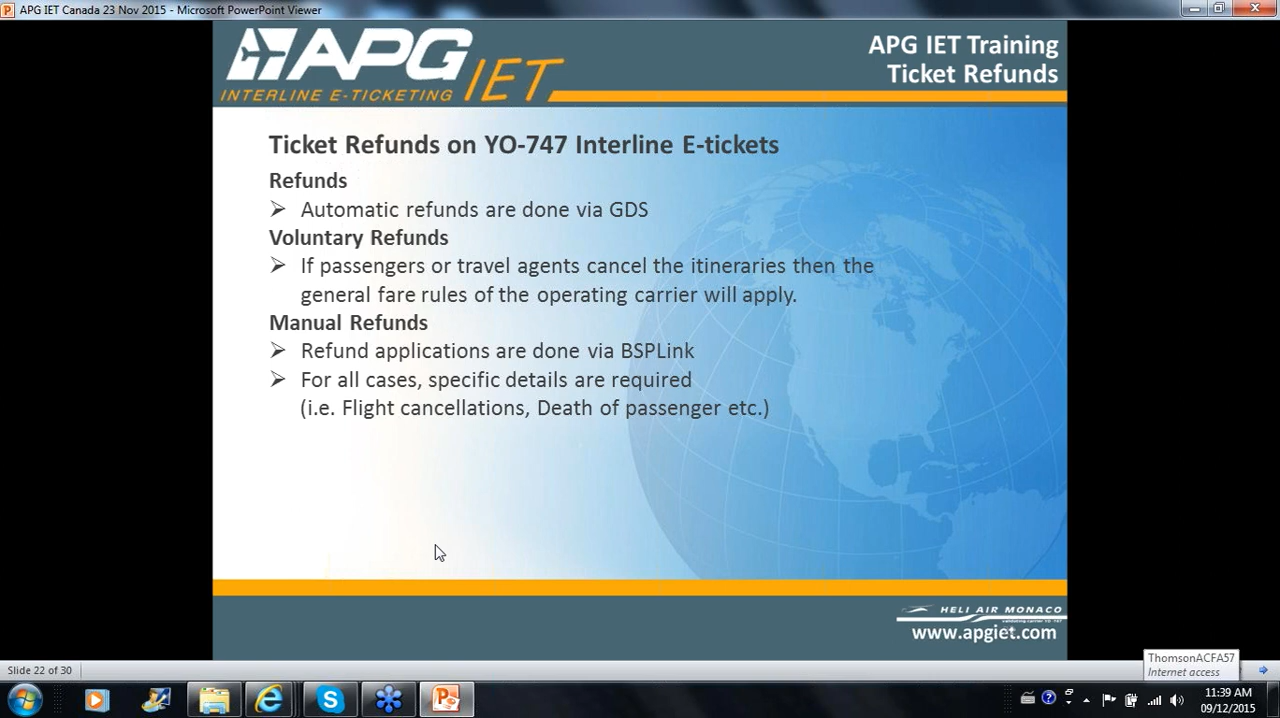 APG IET Canada 23 Nov 2015 - Microsoft PowerPoint Viewer
APG IET
INTERLINE E-TICKETING
APG IET Training
Ticket Refunds
Ticket Refunds on YO-747 Interline E-tickets
Refunds
➢ Automatic refunds are done via GDS
Voluntary Refunds
➢ If passengers or travel agents cancel the itineraries then the
general fare rules of the operating carrier will apply.
Manual Refunds
➢ Refund applications are done via BSPLink
➢ For all cases, specific details are required
(i.e. Flight cancellations, Death of passenger etc.)
HELI AIR MONACO
validating carrier YO-747
www.apgiet.com
Slide 22 of 30
ThomsonACFA57
Internet access
11:39 AM
09/12/2015